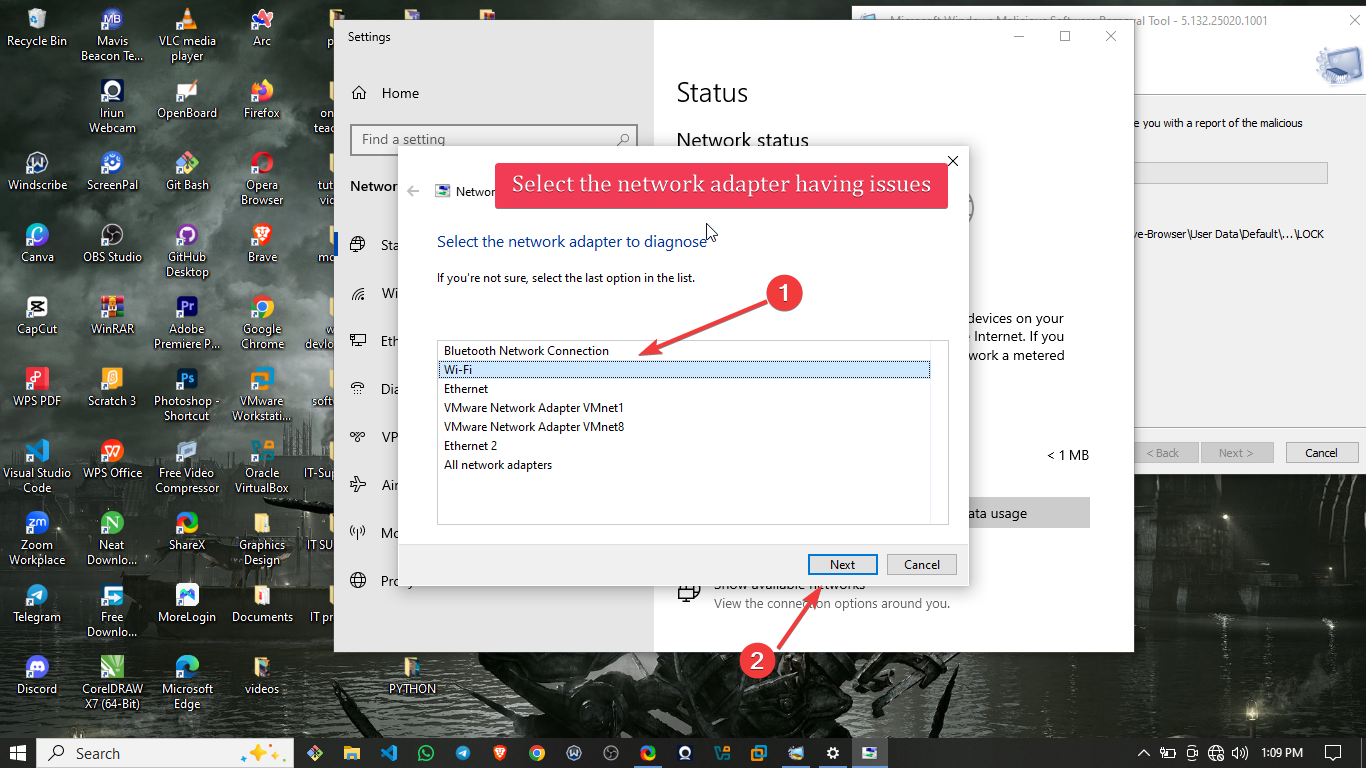 Recycle Bin
Mavis
Beacon Te...
VLC media
player
Arc
Iriun
Webcam
OpenBoard
Firefox
Windscribe
ScreenPal
Git Bash
Opera
Browser
Canva
OBS Studio
GitHub
Desktop
Brave
CapCut
WinRAR
Adobe
Premiere P...
Google
Chrome
WPS PDF
Scratch 3
Photoshop -
Shortcut
VMware
Workstati...
Visual Studio
Code
WPS Office
Free Video
Compressor
Oracle
VirtualBox
IT-Sup
Zoom
Workplace
Neat
Downlo...
ShareX
Graphics
Design
IT SU
Telegram
Free
Downlo...
MoreLogin
Documents
IT pr
Discord
CorelDRAW
X7 (64-Bit)
Microsoft
Edge
videos
PYTHON
Settings
Home
Find a setting
Networ
Sta
Wi
Eth
Dia
VP
Air
Mo
Proxy
Status
Network status
devices on your
Internet. If you
work a metered
< 1 MB
ata usage
Show available networks
View the connection options around you.
Networ
Select the network adapter having issues
Select the network adapter to diagnose
If you're not sure, select the last option in the list.
1
Bluetooth Network Connection
Wi-Fi
Ethernet
VMware Network Adapter VMnet1
VMware Network Adapter VMnet8
Ethernet 2
All network adapters
Next
Cancel
2
Microsoft Windows Malicious Software Removal Tool - 5.132.25020.1001
e you with a report of the malicious
ve-Browser\User Data\Default\...\LOCK
< Back
Next >
Cancel
Search
1:09 PM